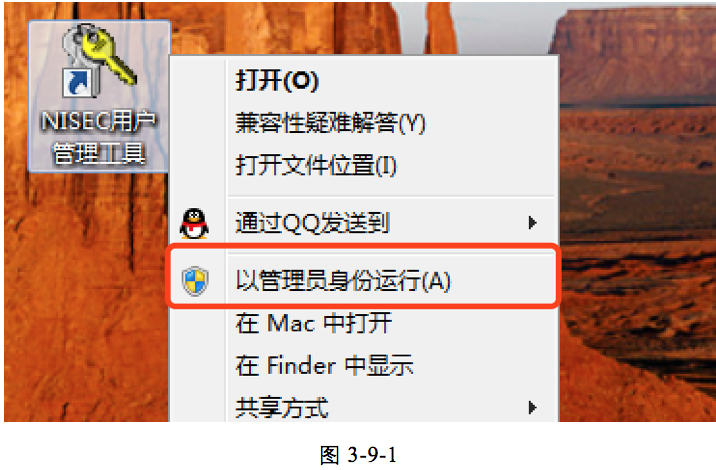 NISEC用户
管理工具
打开(O)
兼容性疑难解答(Y)
打开文件位置(I)
通过QQ发送到
以管理员身份运行(A)
在 Mac 中打开
在 Finder 中显示
共享方式
图 3-9-1